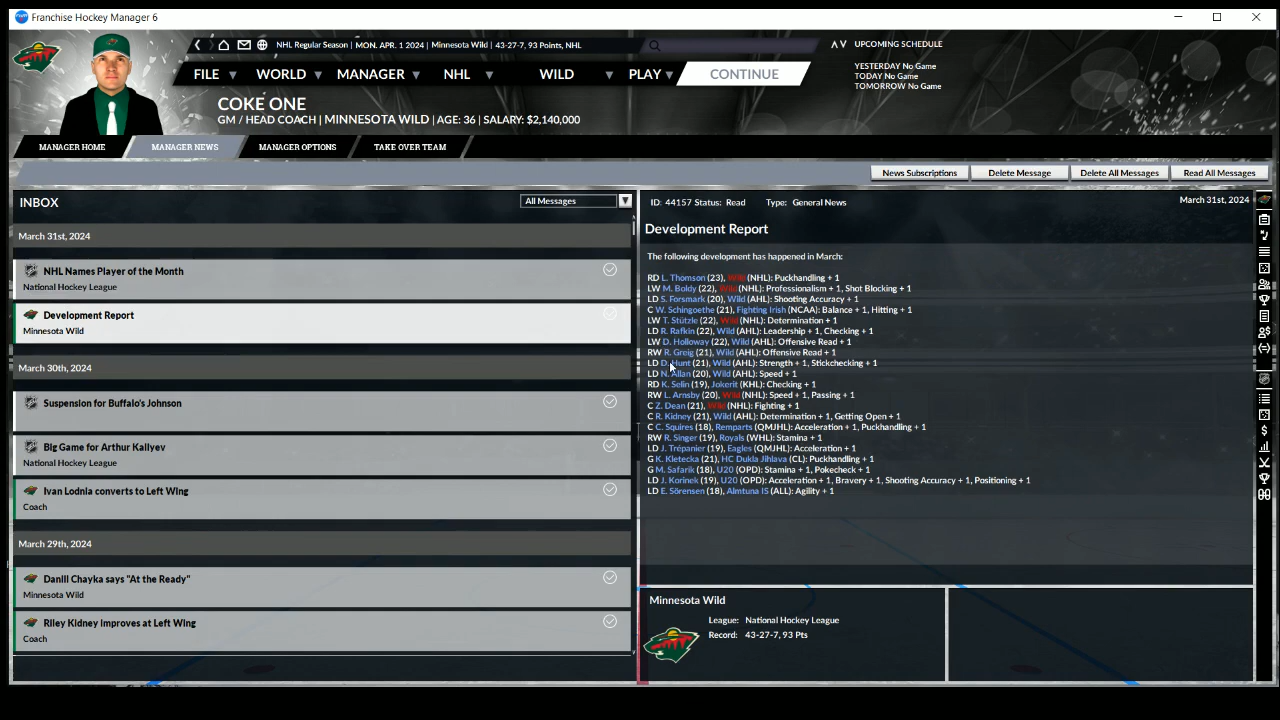 Franchise Hockey Manager 6
NHL Regular Season | MON. APR. 1 2024 | Minnesota Wild | 43-27-7, 93 Points, NHL
UPCOMING SCHEDULE
YESTERDAY No Game
TODAY No Game
TOMORROW No Game
FILE WORLD MANAGER NHL WILD PLAY CONTINUE
COKE ONE
GM / HEAD COACH | MINNESOTA WILD | AGE: 36 | SALARY: $2,140,000
MANAGER HOME MANAGER NEWS MANAGER OPTIONS TAKE OVER TEAM
News Subscriptions Delete Message Delete All Messages Read All Messages
INBOX All Messages
March 31st, 2024
NHL Names Player of the Month
National Hockey League
Development Report
Minnesota Wild
March 30th, 2024
Suspension for Buffalo's Johnson
Big Game for Arthur Kaliyev
National Hockey League
Ivan Lodnia converts to Left Wing
Coach
March 29th, 2024
Daniil Chayka says "At the Ready"
Minnesota Wild
Riley Kidney improves at Left Wing
Coach
ID: 44157 Status: Read Type: General News March 31st, 2024
Development Report
The following development has happened in March:
RD L. Thomson (23), Wild (NHL): Puckhandling + 1
LW M. Boldy (22), Wild (NHL): Professionalism + 1, Shot Blocking + 1
LD S. Forsmark (20), Wild (AHL): Shooting Accuracy + 1
C W. Schingoethe (21), Fighting Irish (NCAA): Balance + 1, Hitting + 1
LW T. Stützle (22), Wild (NHL): Determination + 1
LD R. Rafkin (22), Wild (AHL): Leadership + 1, Checking + 1
LW D. Holloway (22), Wild (AHL): Offensive Read + 1
RW R. Greig (21), Wild (AHL): Offensive Read + 1
LD D. Hunt (21), Wild (AHL): Strength + 1, Stickchecking + 1
LD N. Allan (20), Wild (AHL): Speed + 1
RD K. Selin (19), Jokerit (KHL): Checking + 1
RW L. Arnsby (20), Wild (NHL): Speed + 1, Passing + 1
C Z. Dean (21), Wild (NHL): Fighting + 1
C R. Kidney (21), Wild (AHL): Determination + 1, Getting Open + 1
C C. Squires (18), Remparts (QMJHL): Acceleration + 1, Puckhandling + 1
RW R. Singer (19), Royals (WHL): Stamina + 1
LD J. Trépanier (19), Eagles (QMJHL): Acceleration + 1
G K. Kletecka (21), HC Dukla Jihlava (CL): Puckhandling + 1
G M. Safarik (18), U20 (OPD): Stamina + 1, Pokecheck + 1
LD J. Korinek (19), U20 (OPD): Acceleration + 1, Bravery + 1, Shooting Accuracy + 1, Positioning + 1
LD E. Sörensen (18), Almtuna IS (ALL): Agility + 1
Minnesota Wild
League: National Hockey League
Record: 43-27-7, 93 Pts